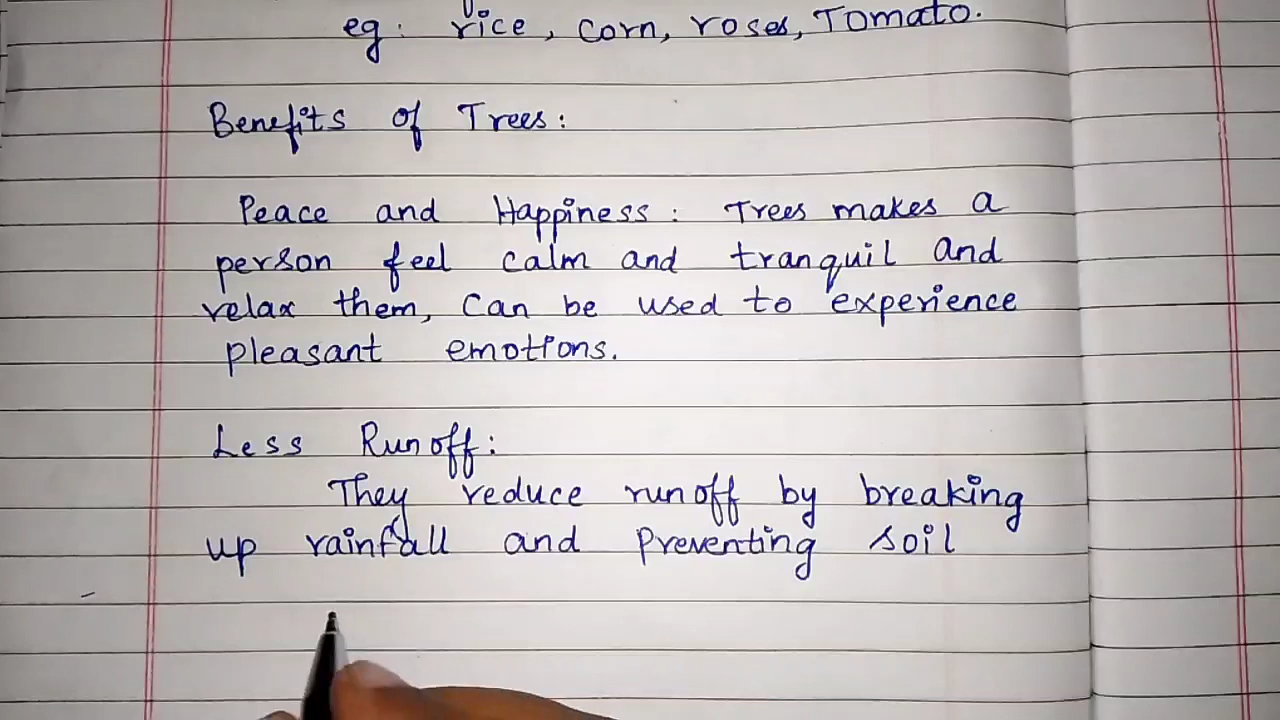 eg: rice, corn, roses, Tomato.
Benefits of Trees:
Peace and Happiness: Trees makes a
person feel calm and tranquil and
relax them, Can be used to experience
pleasant emotions.
Less Runoff:
They reduce runoff by breaking
up rainfall and preventing soil